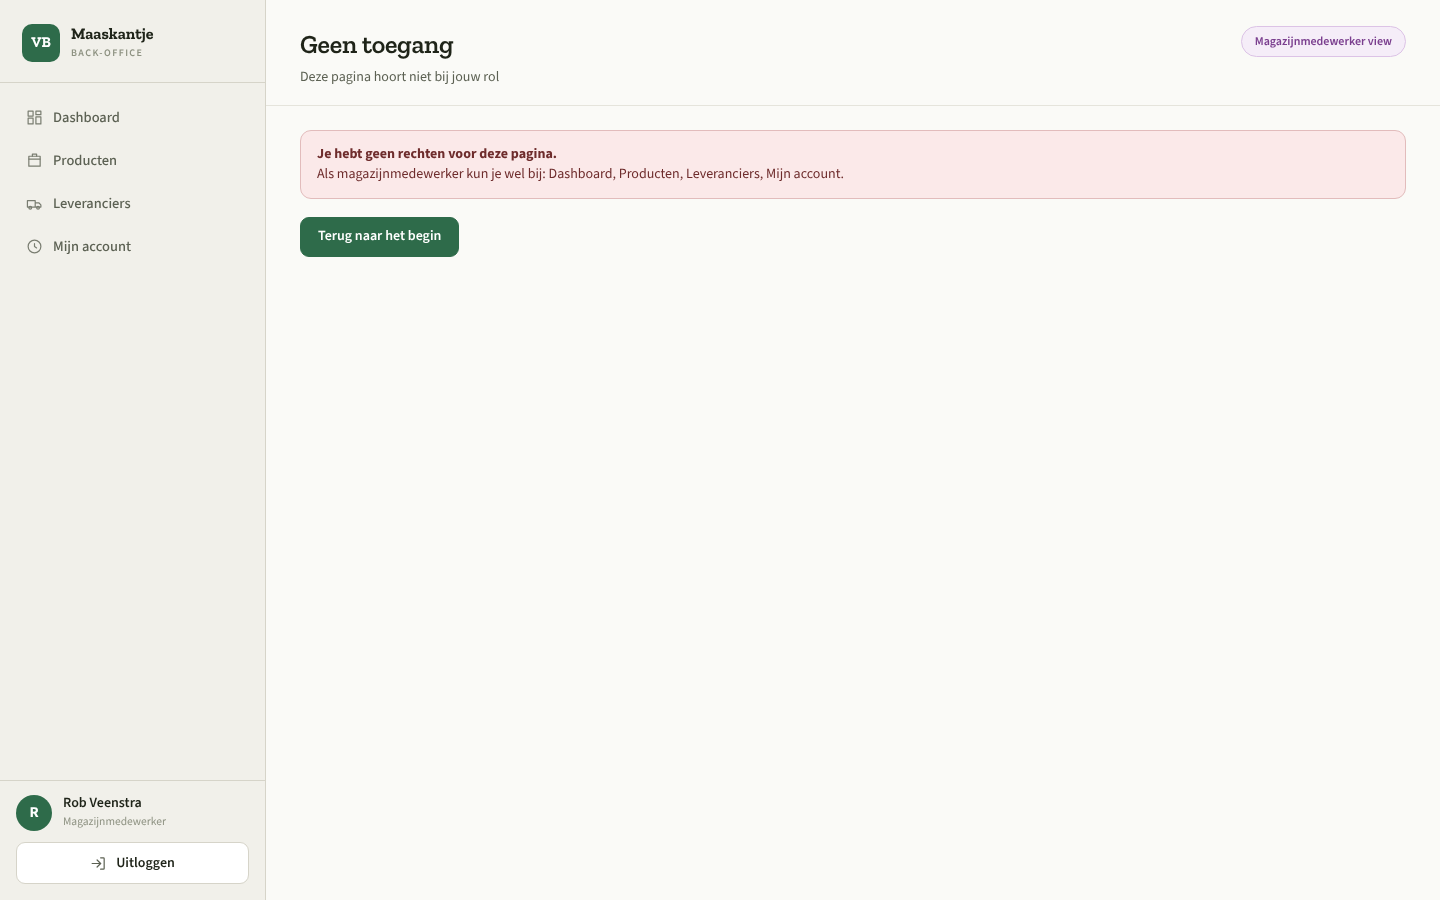 VB
Maaskantje
BACK-OFFICE
Dashboard
Producten
Leveranciers
Mijn account
R
Rob Veenstra
Magazijnmedewerker
Uitloggen
Geen toegang
Deze pagina hoort niet bij jouw rol
Magazijnmedewerker view
Je hebt geen rechten voor deze pagina.
Als magazijnmedewerker kun je wel bij: Dashboard, Producten, Leveranciers, Mijn account.
Terug naar het begin